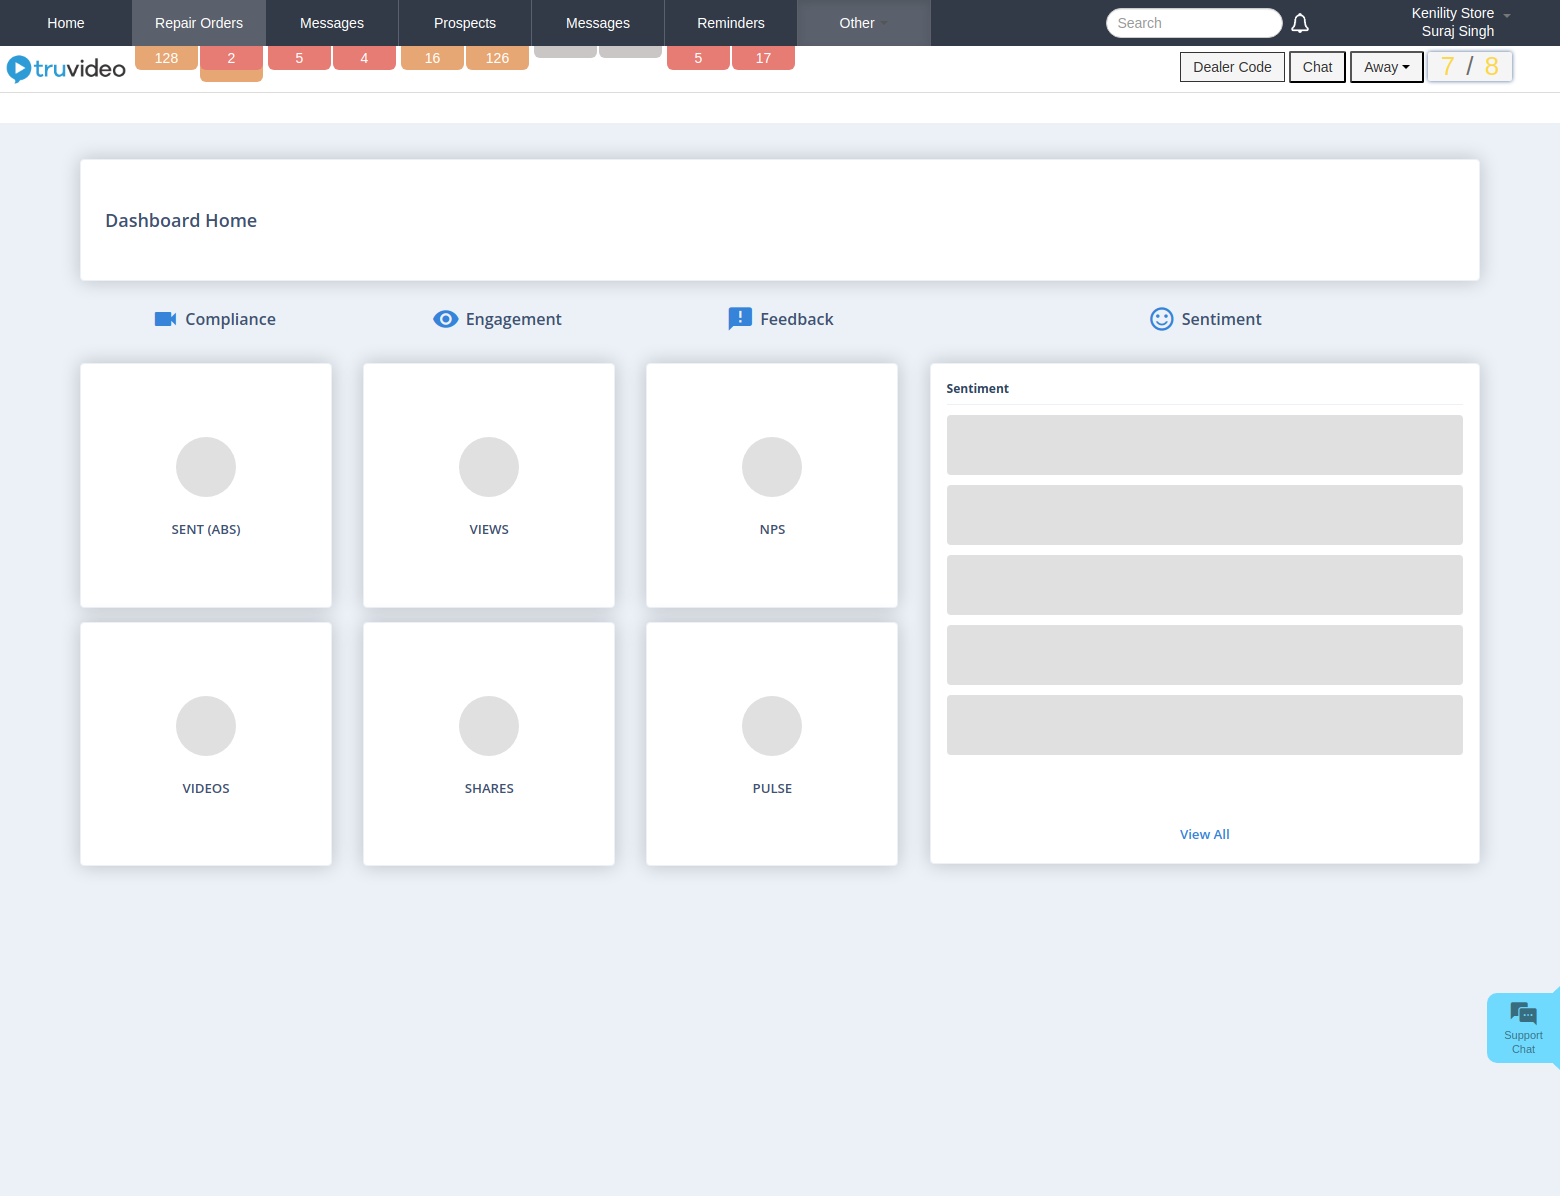 Home
Repair Orders
Messages
Prospects
Messages
Reminders
Other
Search
Kenility Store
Suraj Singh
truvideo
128
2
5
4
16
126
5
17
Dealer Code
Chat
Away
7 / 8
Dashboard Home
Compliance
Engagement
Feedback
Sentiment
SENT (ABS)
VIEWS
NPS
Sentiment
VIDEOS
SHARES
PULSE
View All
Support
Chat